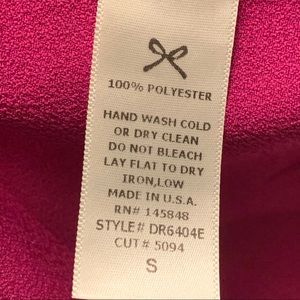 100% POLYESTER
HAND WASH COLD
OR DRY CLEAN
DO NOT BLEACH
LAY FLAT TO DRY
IRON,LOW
MADE IN U.S.A.
RN# 145848
STYLE# DR6404E
CUT# 5094
S